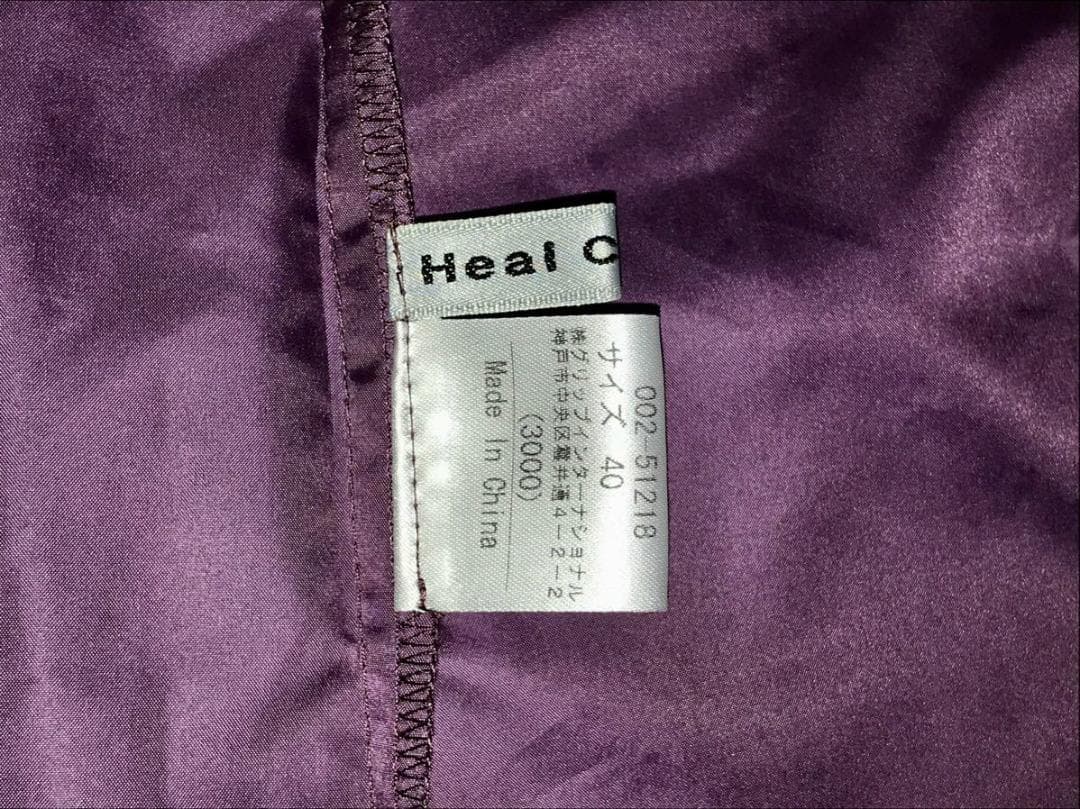 Heal C
002-51218
サイズ 40
㈱グリップインターナショナル
神戸市中央区磯井通4-2-2
(3000)
Made In China